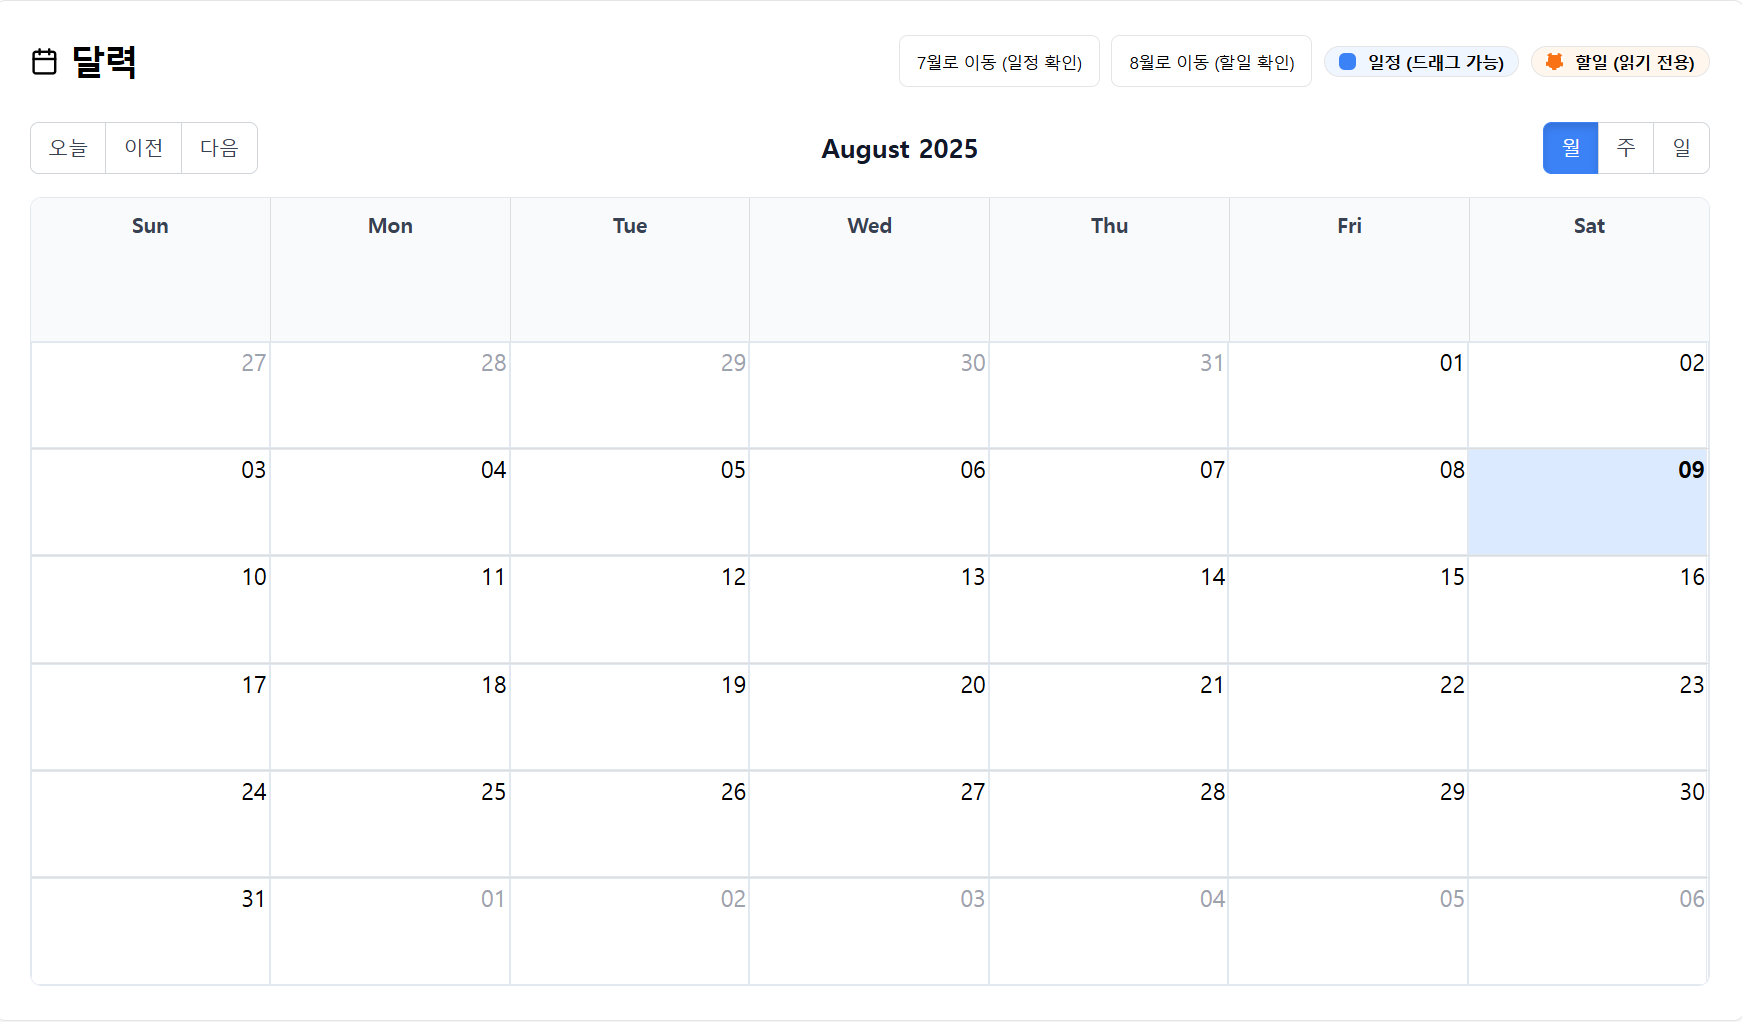 달력
7월로 이동 (일정 확인)
8월로 이동 (할일 확인)
일정 (드래그 가능)
할일 (읽기 전용)
오늘 이전 다음
August 2025
월 주 일
Sun Mon Tue Wed Thu Fri Sat
27 28 29 30 31 01 02
03 04 05 06 07 08 09
10 11 12 13 14 15 16
17 18 19 20 21 22 23
24 25 26 27 28 29 30
31 01 02 03 04 05 06